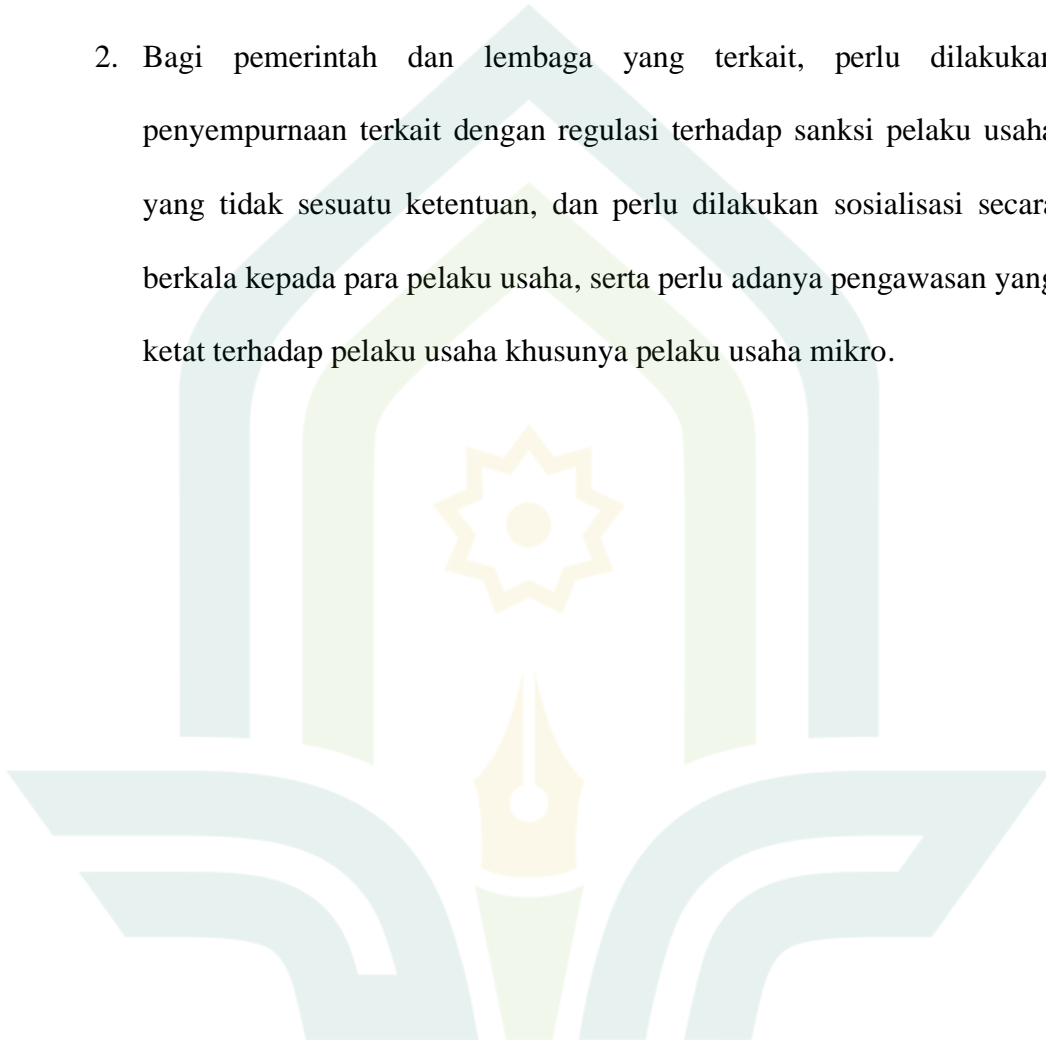 2. Bagi pemerintah dan lembaga yang terkait, perlu dilakukan
penyempurnaan terkait dengan regulasi terhadap sanksi pelaku usaha
yang tidak sesuatu ketentuan, dan perlu dilakukan sosialisasi secara
berkala kepada para pelaku usaha, serta perlu adanya pengawasan yang
ketat terhadap pelaku usaha khusunya pelaku usaha mikro.